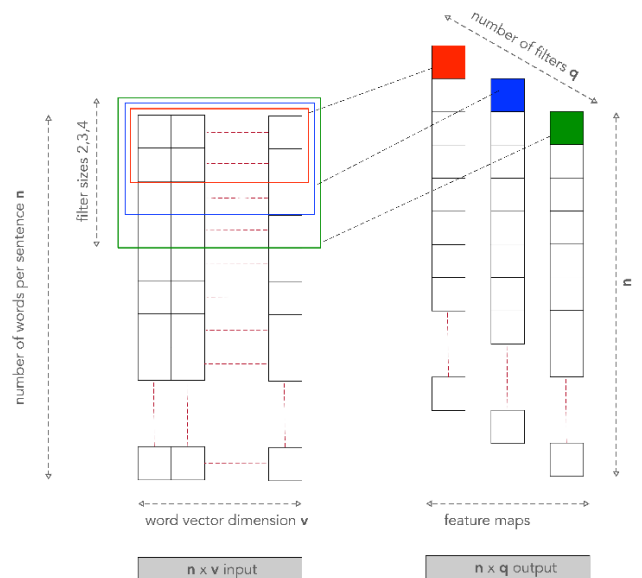 number of filters q
number of words per sentence n
filter sizes 2,3,4
n
word vector dimension v
feature maps
n x v input
n x q output